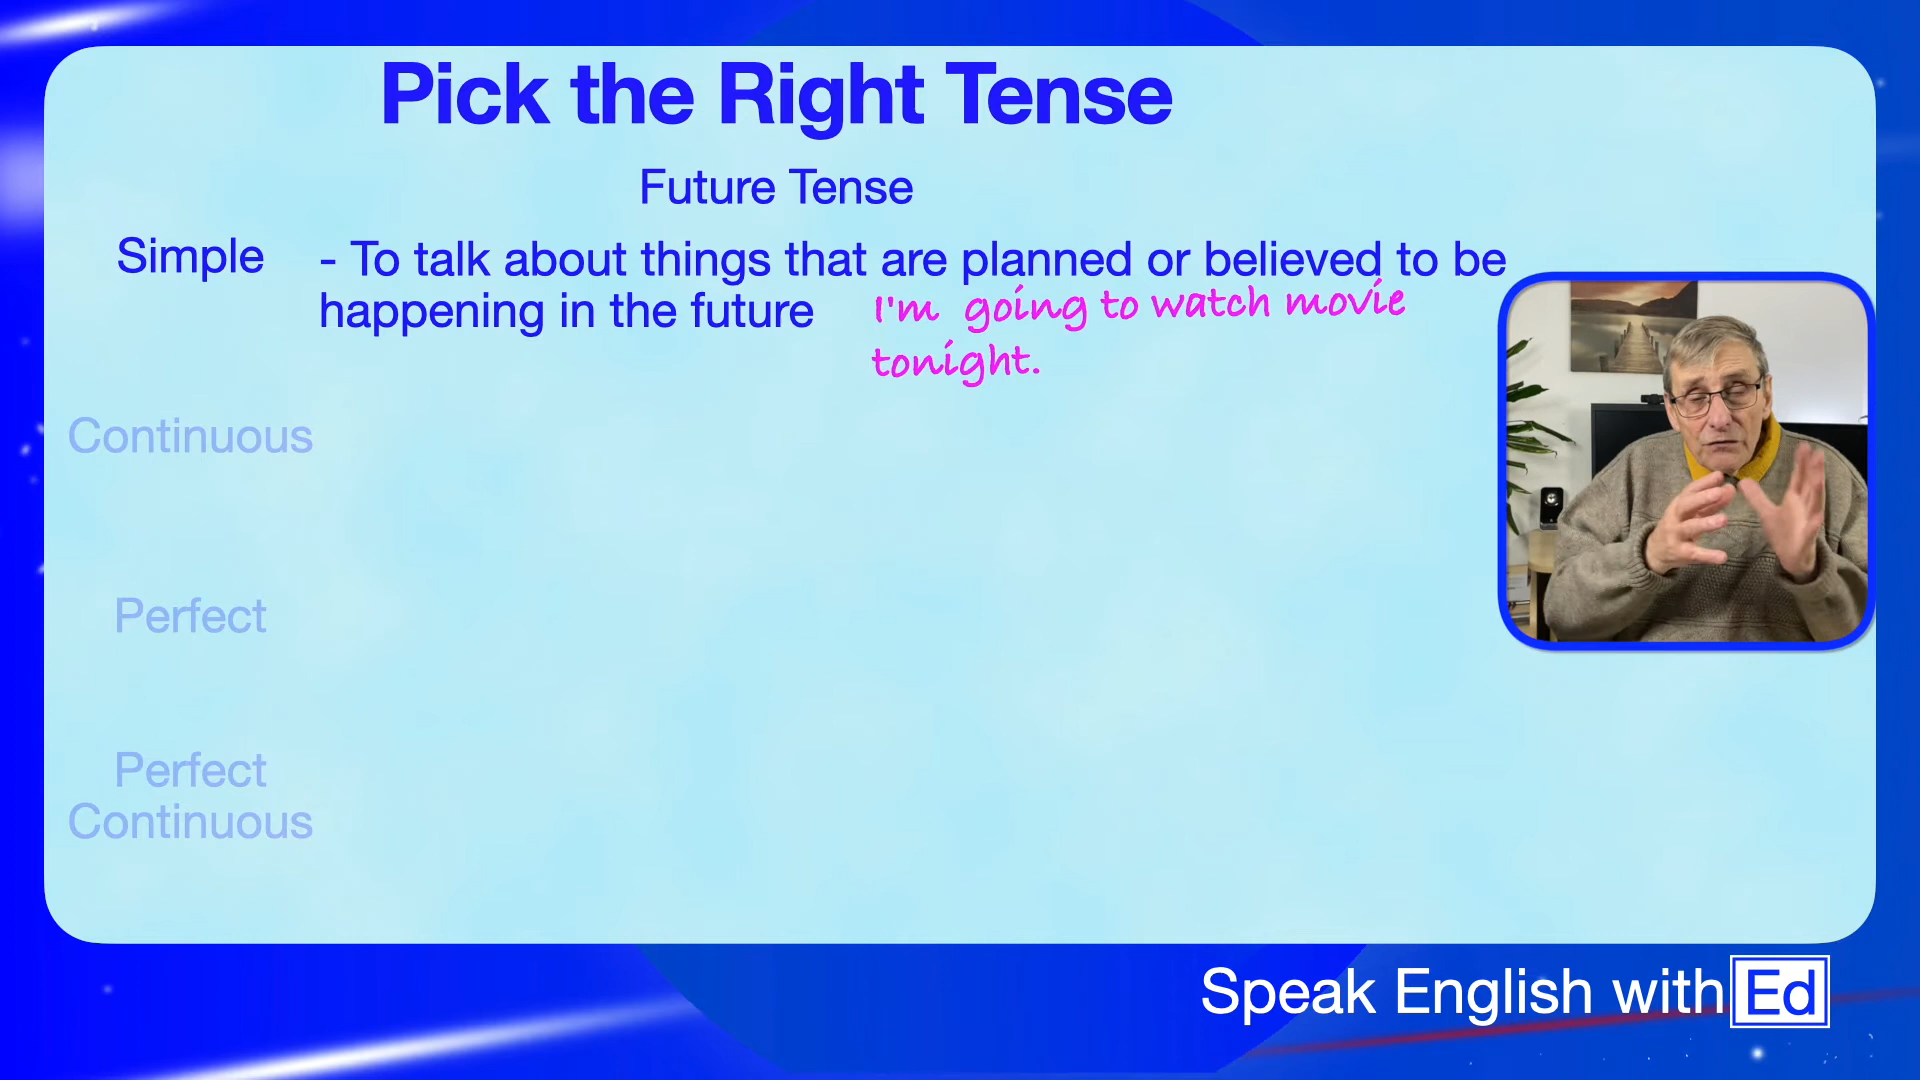 Pick the Right Tense
Future Tense
Simple
- To talk about things that are planned or believed to be
happening in the future
I'm going to watch movie
tonight.
Continuous
Perfect
Perfect
Continuous
Speak English with Ed